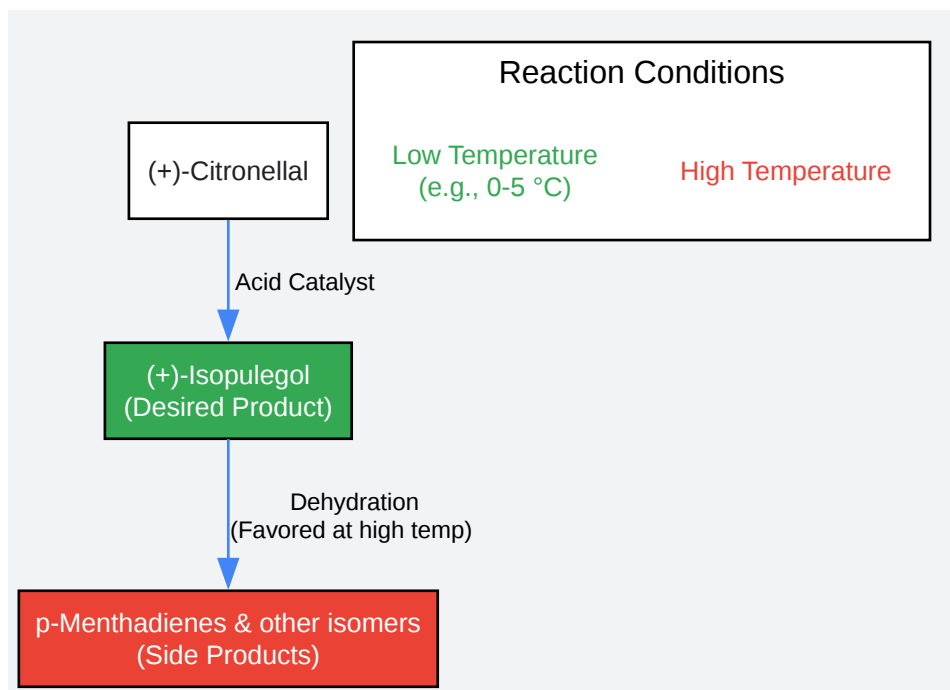 Reaction Conditions
Low Temperature
(e.g., 0-5 °C)
High Temperature
(+)-Citronellal
Acid Catalyst
(+)-Isopulegol
(Desired Product)
Dehydration
(Favored at high temp)
p-Menthadienes & other isomers
(Side Products)